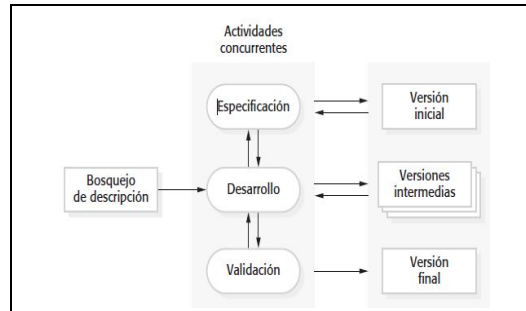 Actividades
concurrentes
Especificación
Versión
inicial
Bosquejo
de descripción
Desarrollo
Versiones
intermedias
Validación
Versión
final